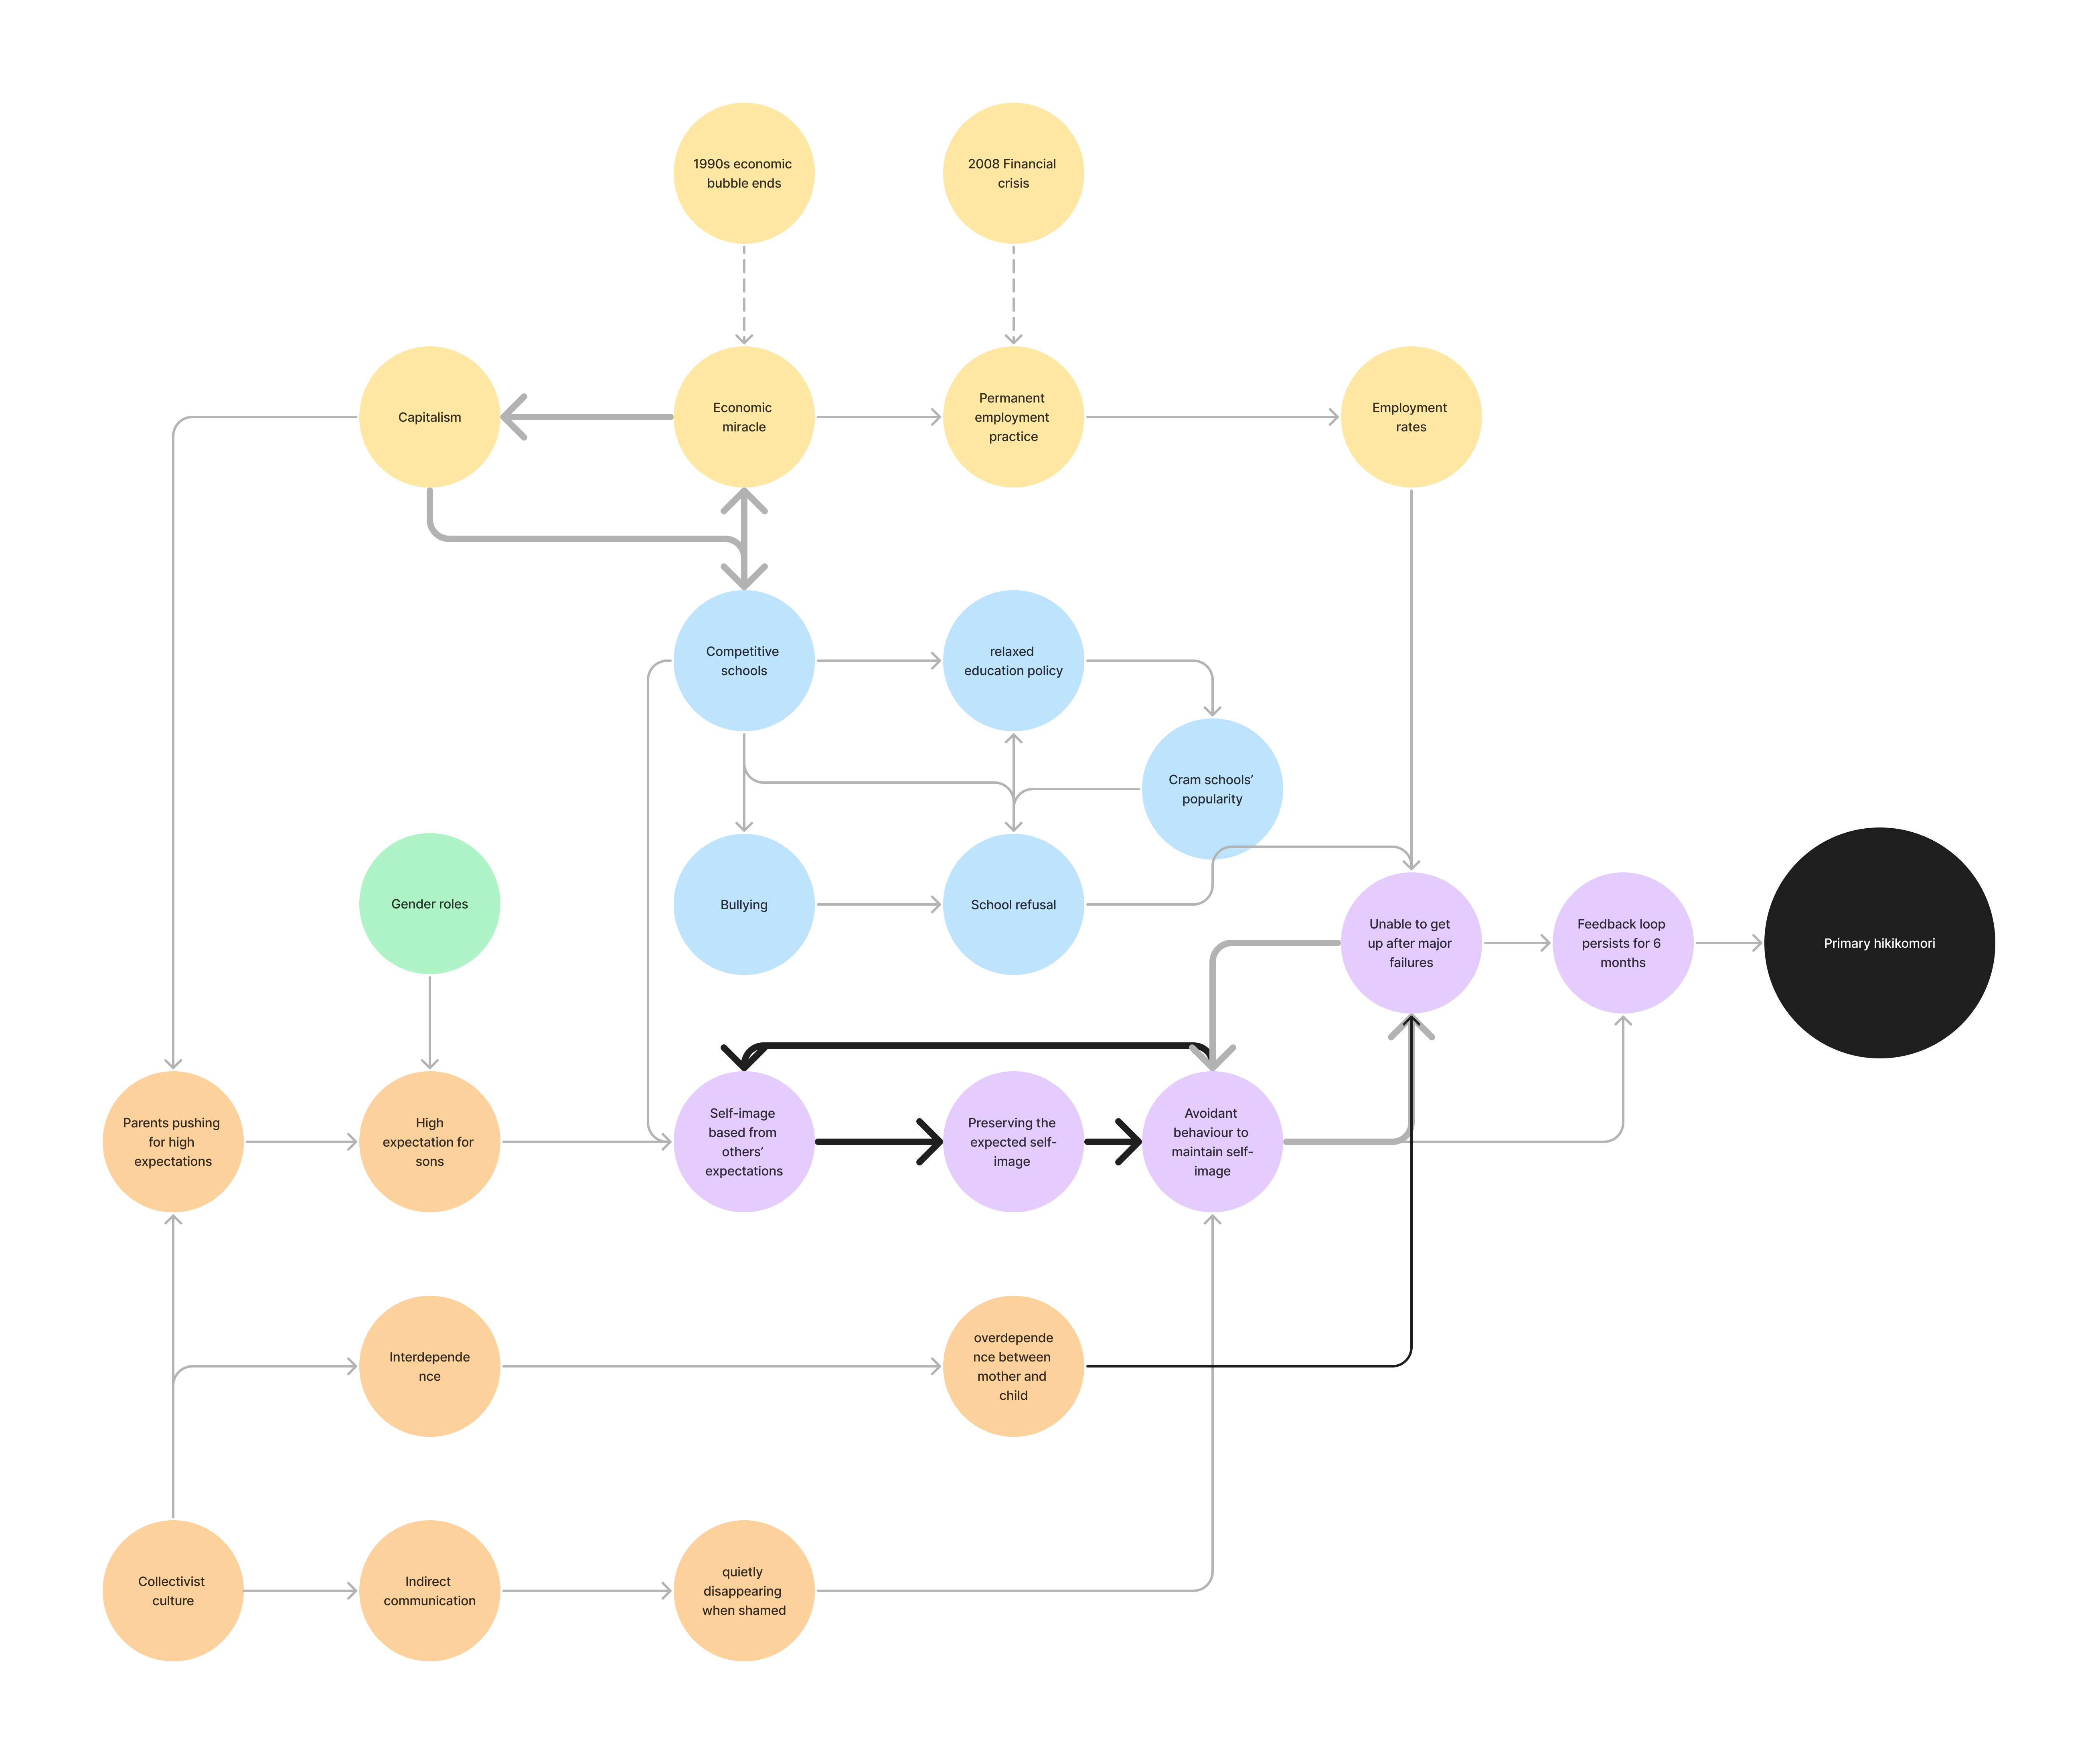 1990s economic
bubble ends
2008 Financial
crisis
Capitalism
Economic
miracle
Permanent
employment
practice
Employment
rates
Competitive
schools
relaxed
education policy
Cram schools’
popularity
Gender roles
Bullying
School refusal
Unable to get
up after major
failures
Feedback loop
persists for 6
months
Primary hikikomori
Parents pushing
for high
expectations
High
expectation for
sons
Self-image
based from
others’
expectations
Preserving the
expected self-
image
Avoidant
behaviour to
maintain self-
image
Interdepende
nce
overdepende
nce between
mother and
child
Collectivist
culture
Indirect
communication
quietly
disappearing
when shamed